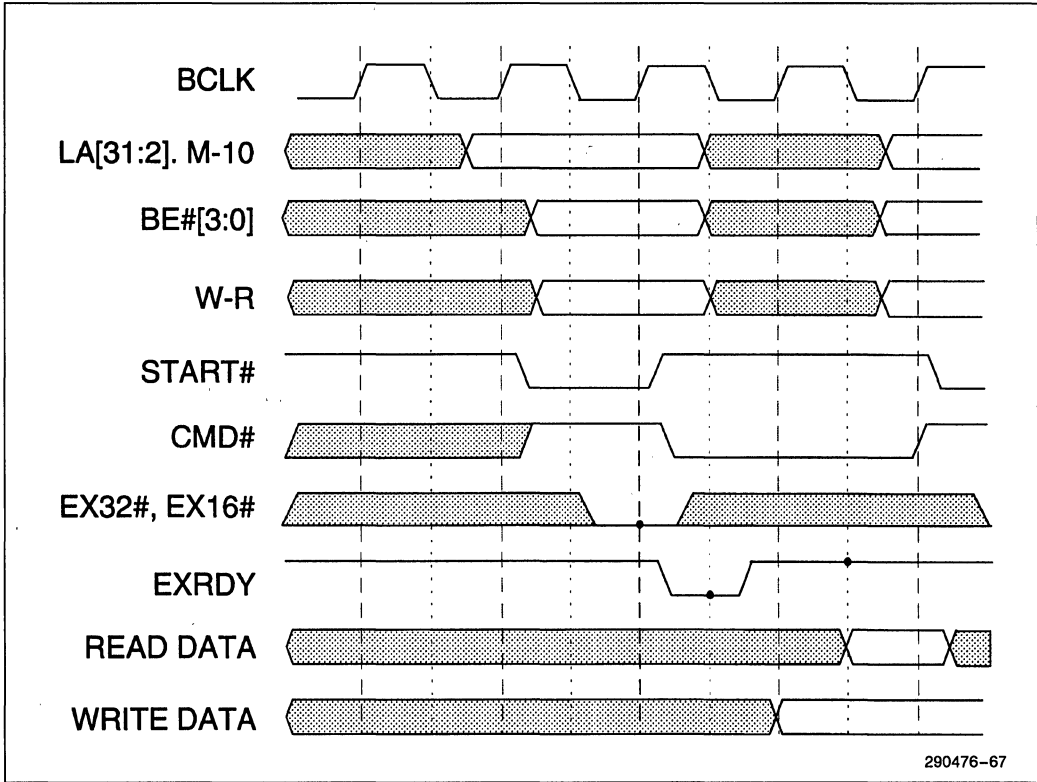 BCLK
LA[31:2]. M-10
BE#[3:0]
W-R
START#
CMD#
EX32#, EX16#
EXRDY
READ DATA
WRITE DATA
290476-67